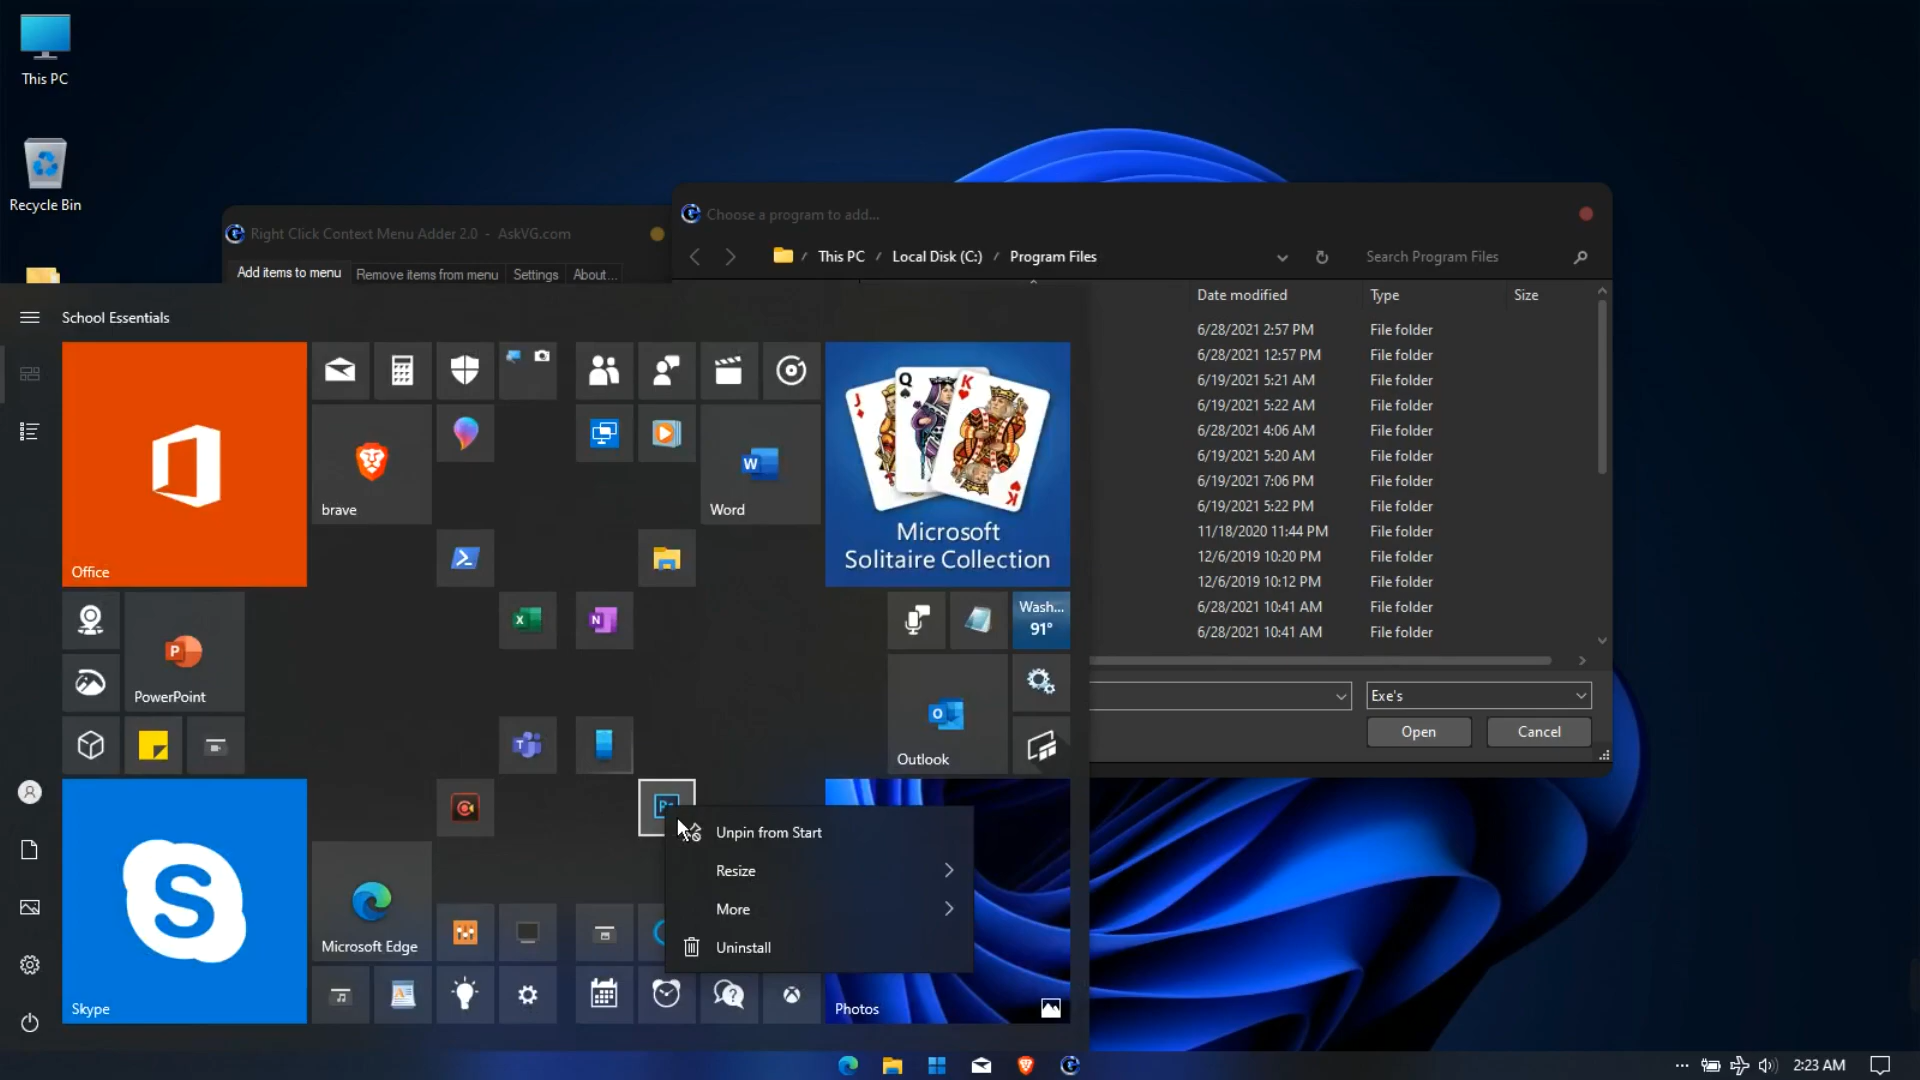 This PC
Recycle Bin
Right Click Context Menu Adder 2.0 - AskVG.com
Add items to menu
Remove items from menu
Settings
About...
Choose a program to add...
/ This PC / Local Disk (C:) / Program Files
Search Program Files
Date modified
Type
Size
6/28/2021 2:57 PM File folder
6/28/2021 12:57 PM File folder
6/19/2021 5:21 AM File folder
6/19/2021 5:22 AM File folder
6/28/2021 4:06 AM File folder
6/19/2021 5:20 AM File folder
6/19/2021 7:06 PM File folder
6/19/2021 5:22 PM File folder
11/18/2020 11:44 PM File folder
12/6/2019 10:20 PM File folder
12/6/2019 10:12 PM File folder
6/28/2021 10:41 AM File folder
6/28/2021 10:41 AM File folder
Exe's
Open
Cancel
School Essentials
Office
brave
Word
W
J
Q
K
K
Microsoft
Solitaire Collection
X
N
Wash...
91°
P
PowerPoint
T
O
Outlook
S
Skype
Microsoft Edge
Unpin from Start
Resize
More
Uninstall
Photos
2:23 AM